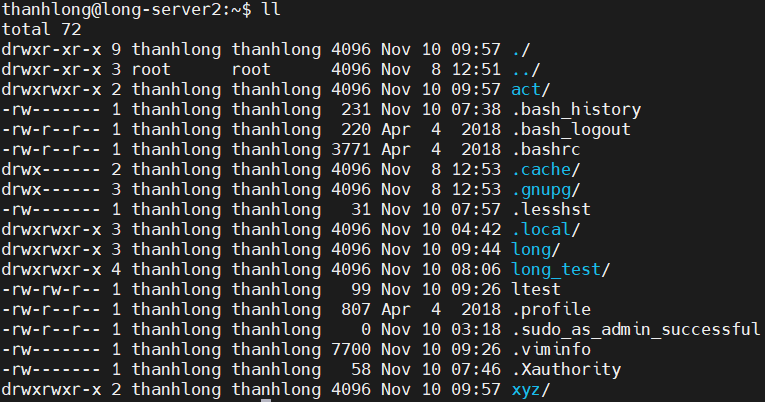 thanhlong@long-server2:~$ ll
total 72
drwxr-xr-x 9 thanhlong thanhlong 4096 Nov 10 09:57 ./
drwxr-xr-x 3 root      root      4096 Nov  8 12:51 ../
drwxrwxr-x 2 thanhlong thanhlong 4096 Nov 10 09:57 act/
-rw------- 1 thanhlong thanhlong  231 Nov 10 07:38 .bash_history
-rw-r--r-- 1 thanhlong thanhlong  220 Apr  4  2018 .bash_logout
-rw-r--r-- 1 thanhlong thanhlong 3771 Apr  4  2018 .bashrc
drwx------ 2 thanhlong thanhlong 4096 Nov  8 12:53 .cache/
drwx------ 3 thanhlong thanhlong 4096 Nov  8 12:53 .gnupg/
-rw------- 1 thanhlong thanhlong   31 Nov 10 07:57 .lesshst
drwxrwxr-x 3 thanhlong thanhlong 4096 Nov 10 04:42 .local/
drwxrwxr-x 3 thanhlong thanhlong 4096 Nov 10 09:44 long/
drwxrwxr-x 4 thanhlong thanhlong 4096 Nov 10 08:06 long_test/
-rw-rw-r-- 1 thanhlong thanhlong   99 Nov 10 09:26 ltest
-rw-r--r-- 1 thanhlong thanhlong  807 Apr  4  2018 .profile
-rw-r--r-- 1 thanhlong thanhlong    0 Nov 10 03:18 .sudo_as_admin_successful
-rw------- 1 thanhlong thanhlong 7700 Nov 10 09:26 .viminfo
-rw------- 1 thanhlong thanhlong   58 Nov 10 07:46 .Xauthority
drwxrwxr-x 2 thanhlong thanhlong 4096 Nov 10 09:57 xyz/